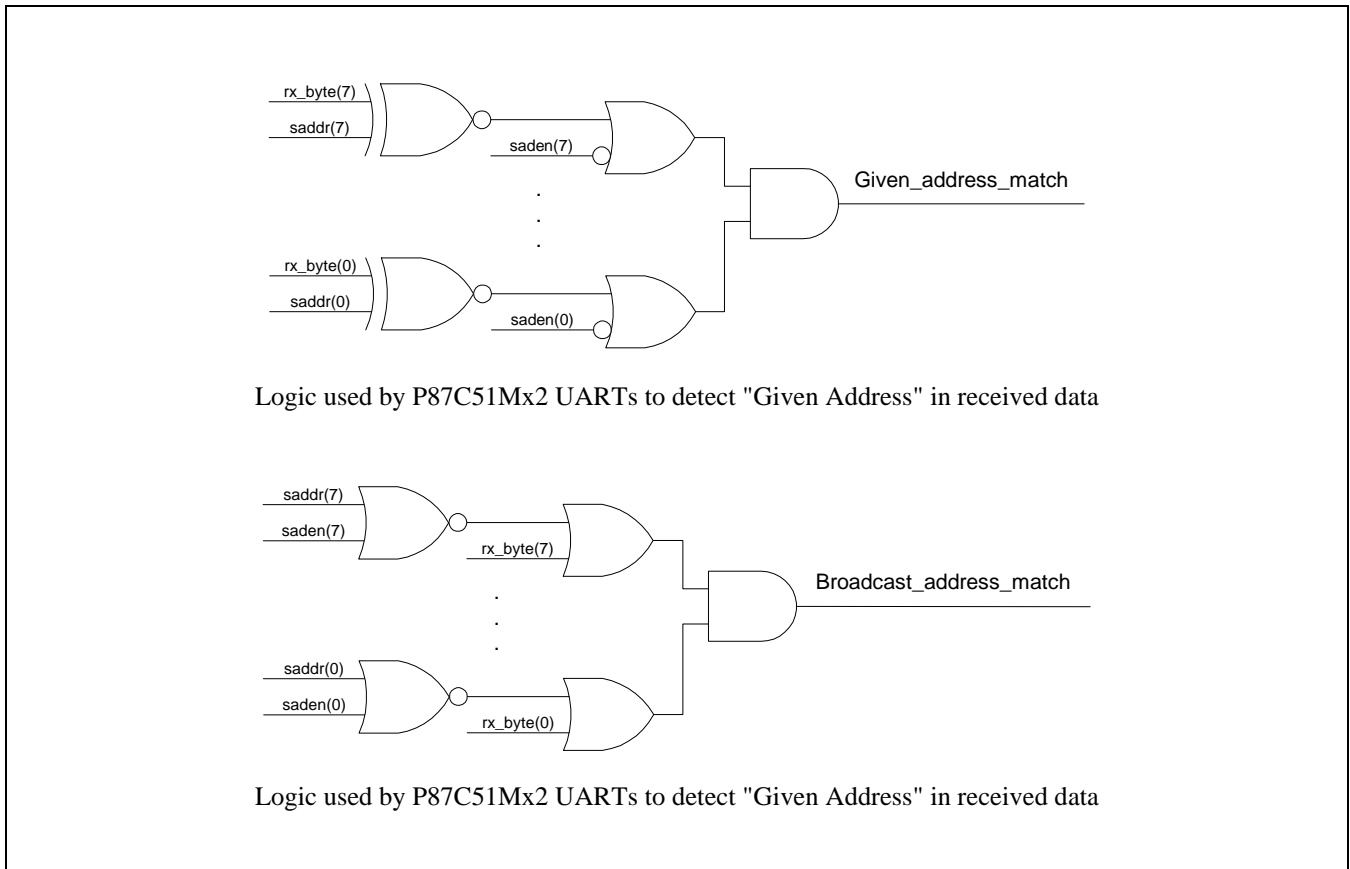 rx_byte(7)
saddr(7)
saden(7)
Given_address_match
.
.
.
rx_byte(0)
saddr(0)
saden(0)
Logic used by P87C51Mx2 UARTs to detect "Given Address" in received data
saddr(7)
saden(7)
rx_byte(7)
Broadcast_address_match
.
.
.
saddr(0)
saden(0)
rx_byte(0)
Logic used by P87C51Mx2 UARTs to detect "Given Address" in received data